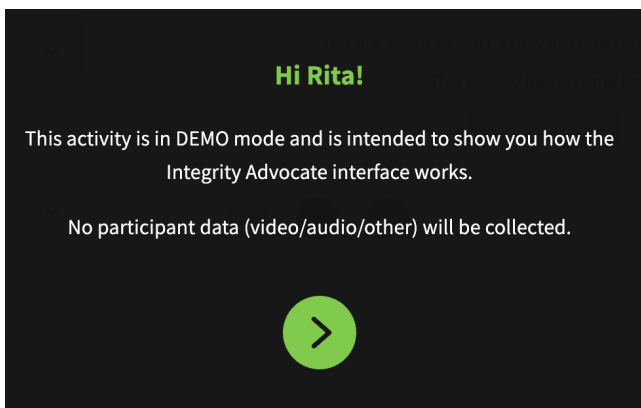 Hi Rita!
This activity is in DEMO mode and is intended to show you how the
Integrity Advocate interface works.
No participant data (video/audio/other) will be collected.